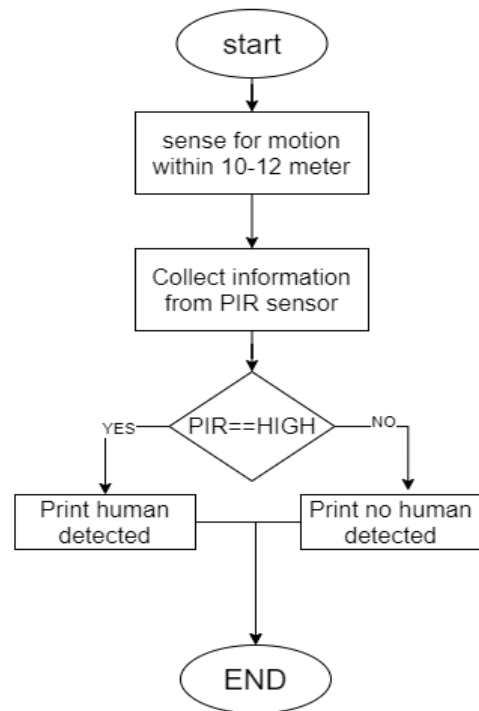 start
sense for motion
within 10-12 meter
Collect information
from PIR sensor
PIR==HIGH
YES
NO
Print human
detected
Print no human
detected
END